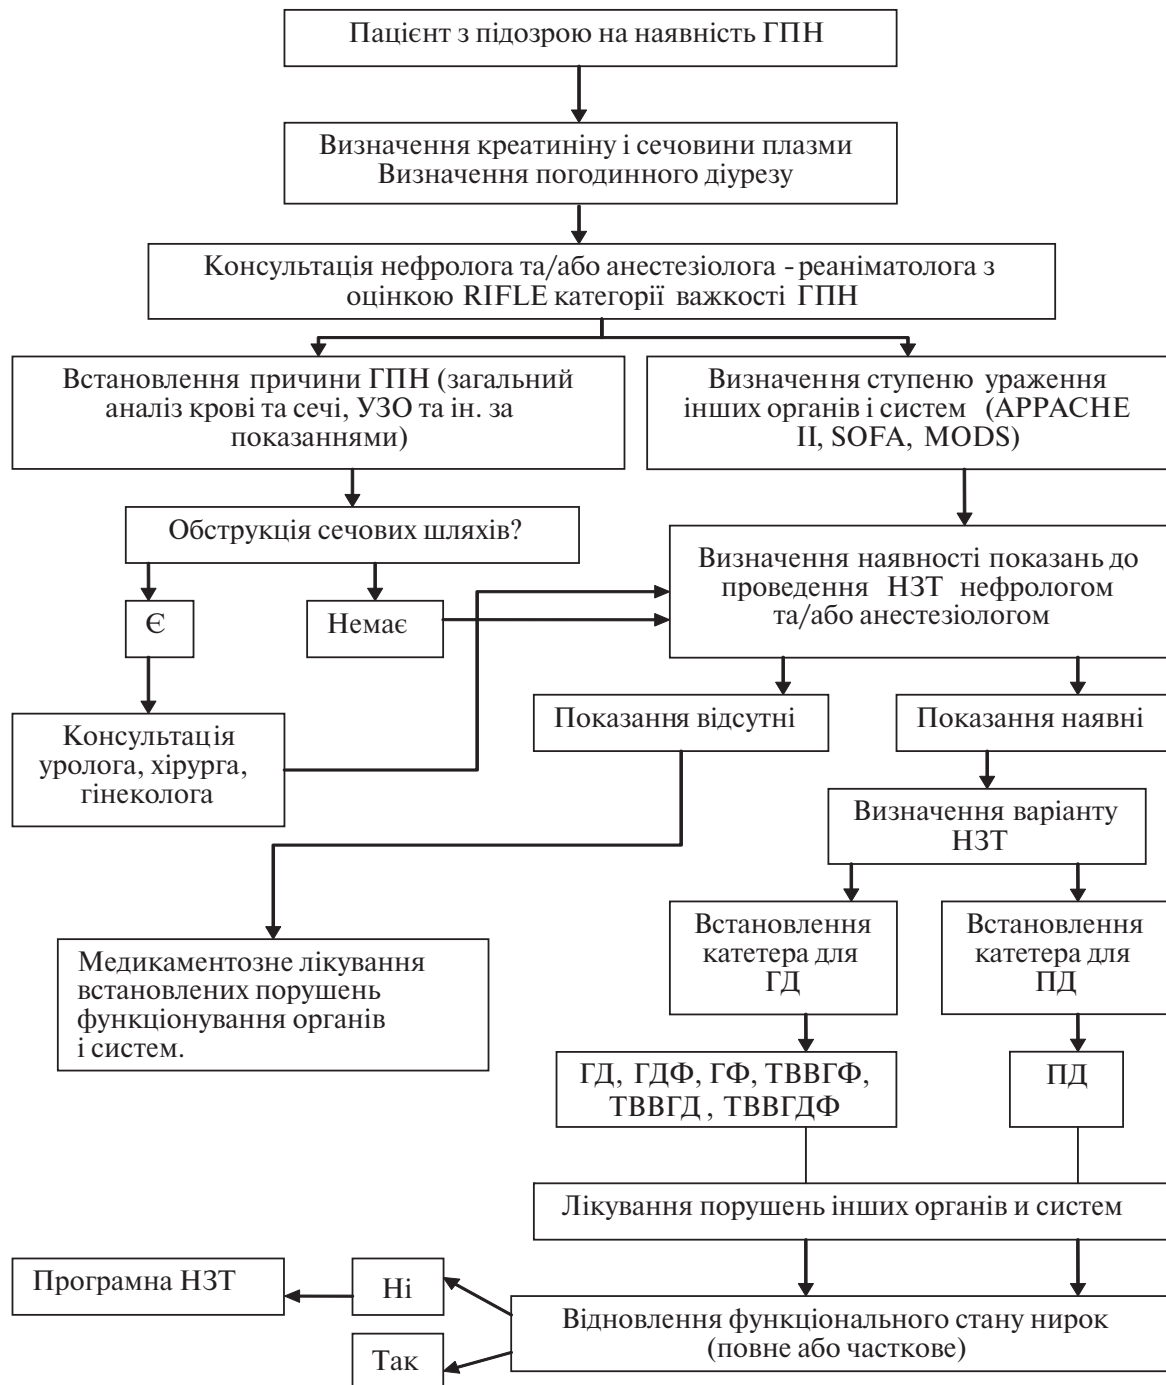 Пацієнт з підозрою на наявність ГПН
Визначення креатиніну і сечовини плазми
Визначення погодинного діурезу
Консультація нефролога та/або анестезіолога - реаніматолога з
оцінкою RIFLE категорії важкості ГПН
Встановлення причини ГПН (загальний
аналіз крові та сечі, УЗО та ін. за
показаннями)
Визначення ступеню ураження
інших органів і систем (APPACHE
II, SOFA, MODS)
Обструкція сечових шляхів?
Визначення наявності показань до
проведення НЗТ нефрологом
та/або анестезіологом
Є
Немає
Консультація
уролога, хірурга,
гінеколога
Показання відсутні
Показання наявні
Визначення варіанту
НЗТ
Встановлення
катетера для
ГД
Встановлення
катетера для
ПД
Медикаментозне лікування
встановлених порушень
функціонування органів
і систем.
ГД, ГДФ, ГФ, ТВВГФ,
ТВВГД , ТВВГДФ
ПД
Лікування порушень інших органів и систем
Програмна НЗТ
Ні
Відновлення функціонального стану нирок
(повне або часткове)
Так